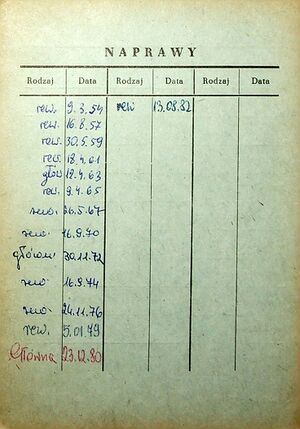 NAPRAWY
Rodzaj Data Rodzaj Data Rodzaj Data
rew. 9.3.54 rew 13.08.82
rew. 16.8.57
rew. 30.5.59
rew. 18.4.61
głów 12.4.63
rew. 9.4.65
rew. 26.5.67
rew. 16.9.70
główna 30.11.72
rew. 16.9.74
rew. 24.11.76
rew. 5.01.79
Główna 23.12.80